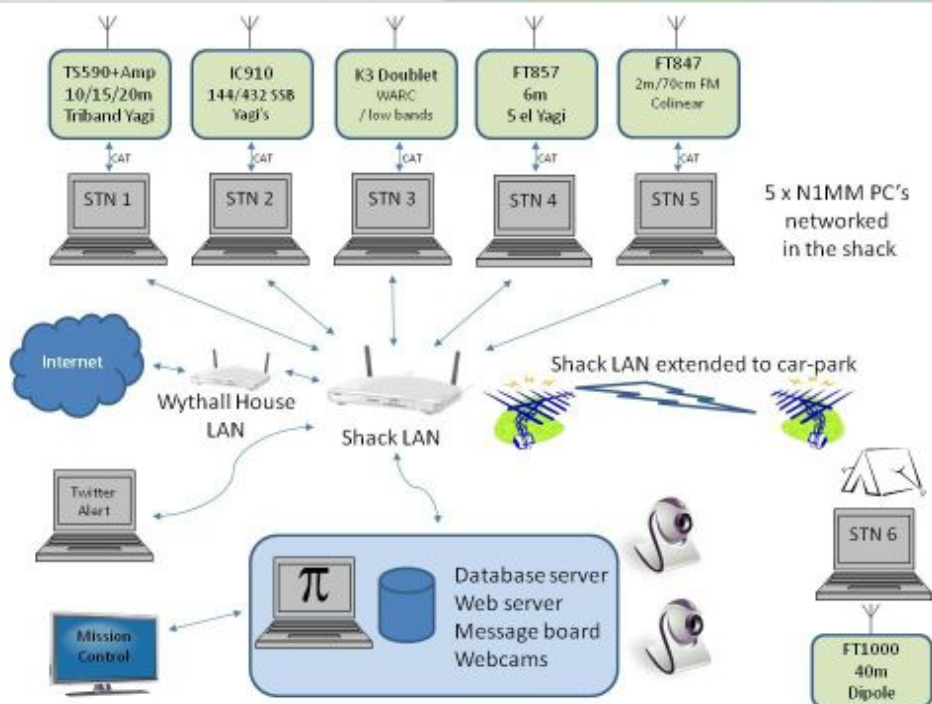 TS590+Amp
10/15/20m
Triband Yagi
IC910
144/432 SSB
Yagi's
K3 Doublet
WARC
/ low bands
FT857
6m
5 el Yagi
FT847
2m/70cm FM
Colinear
CAT
CAT
CAT
CAT
CAT
STN 1
STN 2
STN 3
STN 4
STN 5
5 x N1MM PC's
networked
in the shack
Internet
Wythall House
LAN
Shack LAN
Shack LAN extended to car-park
Twitter
Alert
π
Database server
Web server
Message board
Webcams
Mission
Control
STN 6
FT1000
40m
Dipole